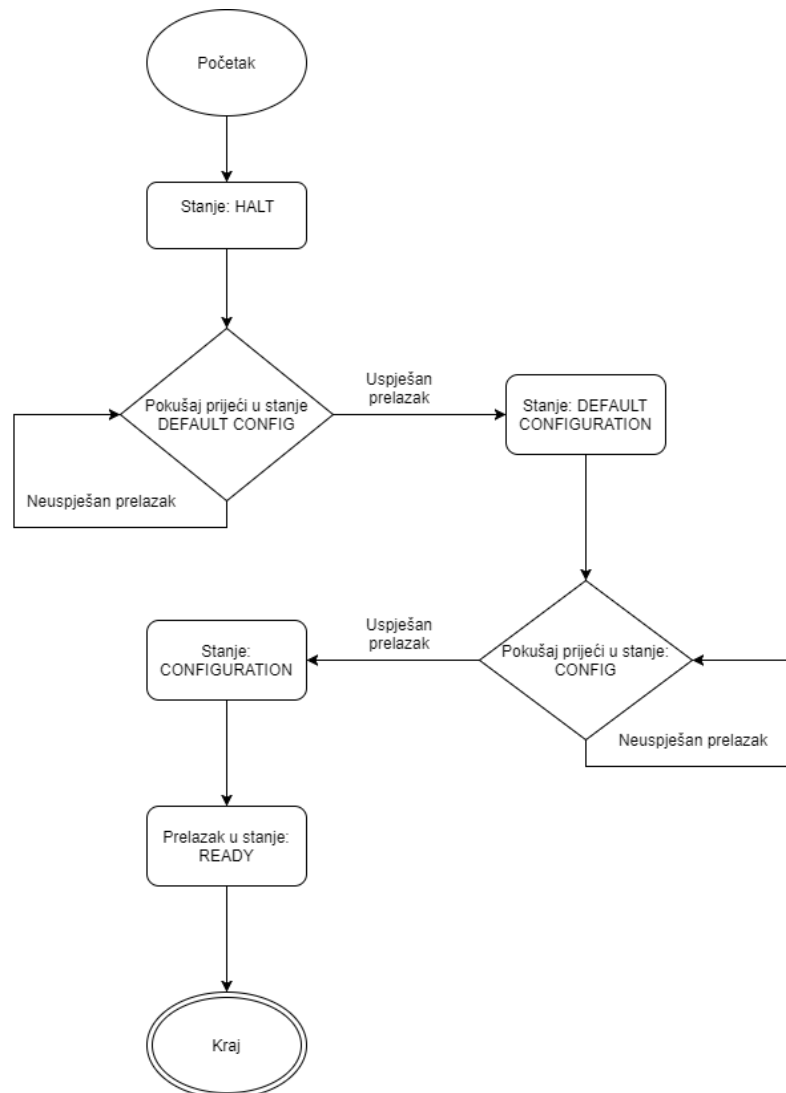 Početak
Stanje: HALT
Pokušaj prijeći u stanje
DEFAULT CONFIG
Uspješan
prelazak
Stanje: DEFAULT
CONFIGURATION
Neuspješan prelazak
Stanje:
CONFIGURATION
Uspješan
prelazak
Pokušaj prijeći u stanje:
CONFIG
Neuspješan prelazak
Prelazak u stanje:
READY
Kraj